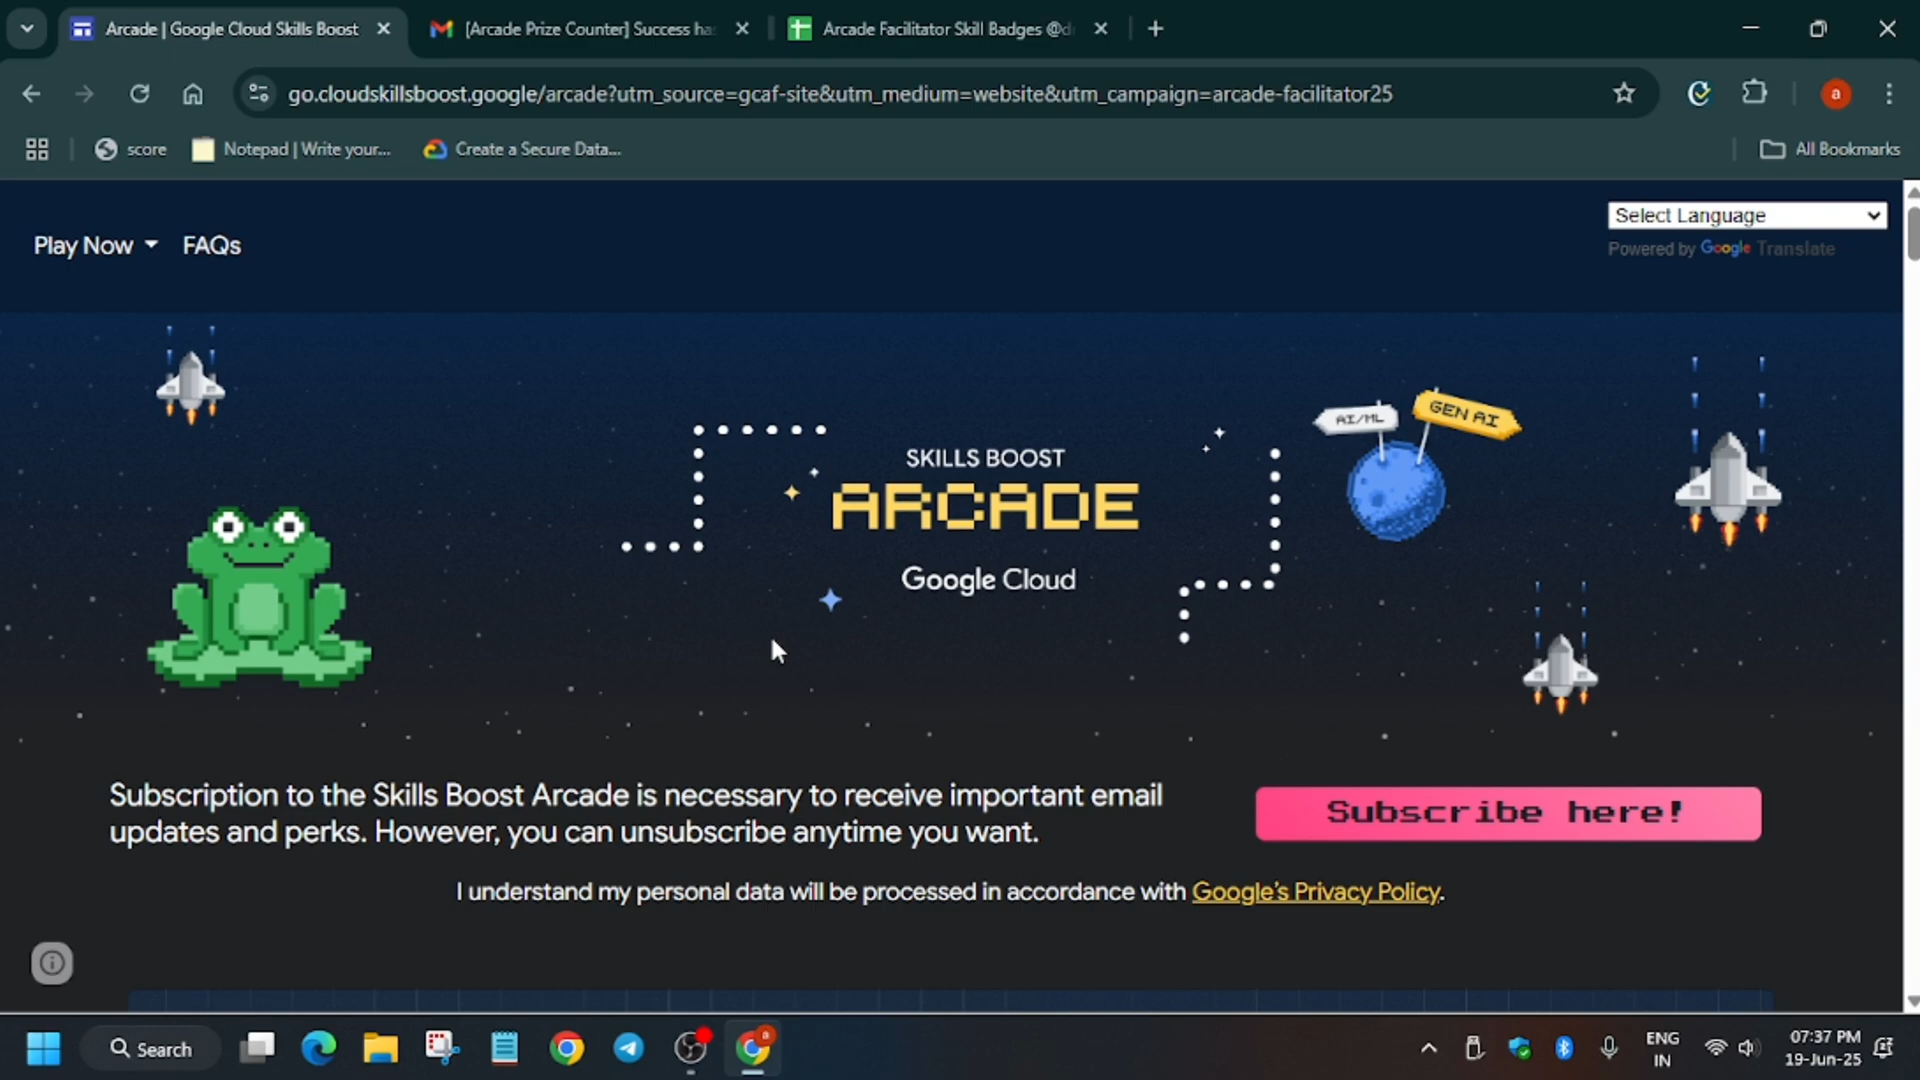 Arcade | Google Cloud Skills Boost
[Arcade Prize Counter] Success ha
Arcade Facilitator Skill Badges @d
go.cloudskillsboost.google/arcade?utm_source=gcaf-site&utm_medium=website&utm_campaign=arcade-facilitator25
a
score
Notepad | Write your...
Create a Secure Data...
All Bookmarks
Play Now
FAQs
Select Language
Powered by Google Translate
AI/ML
GEN AI
SKILLS BOOST
ARCADE
Google Cloud
Subscription to the Skills Boost Arcade is necessary to receive important email
updates and perks. However, you can unsubscribe anytime you want.
Subscribe here!
I understand my personal data will be processed in accordance with Google's Privacy Policy.
Search
ENG
IN
07:37 PM
19-Jun-25